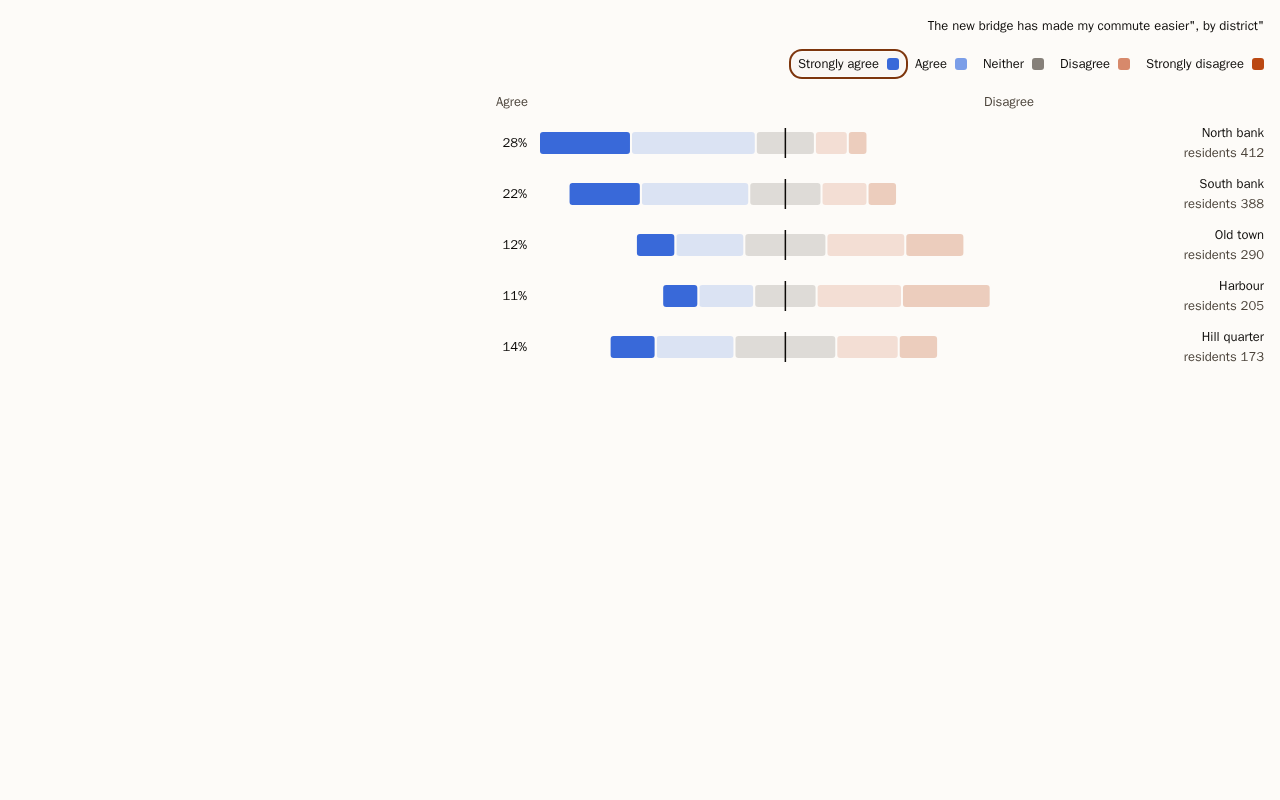 The new bridge has made my commute easier", by district"
Strongly agree Agree Neither Disagree Strongly disagree
Agree Disagree
28% North bank
residents 412
22% South bank
residents 388
12% Old town
residents 290
11% Harbour
residents 205
14% Hill quarter
residents 173